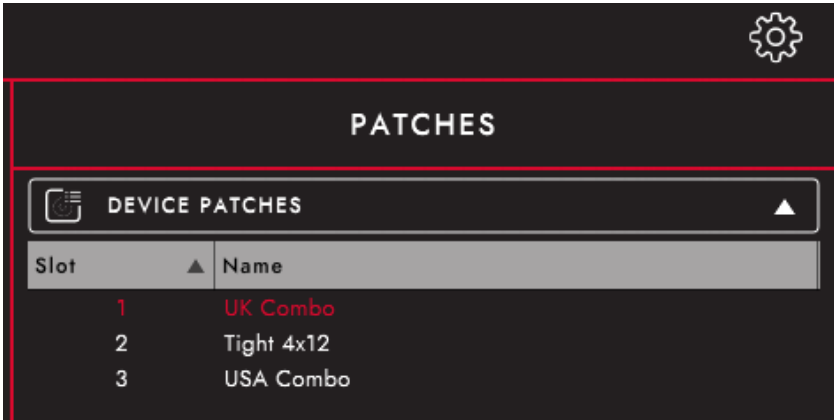 PATCHES
DEVICE PATCHES
Slot Name
1 UK Combo
2 Tight 4x12
3 USA Combo